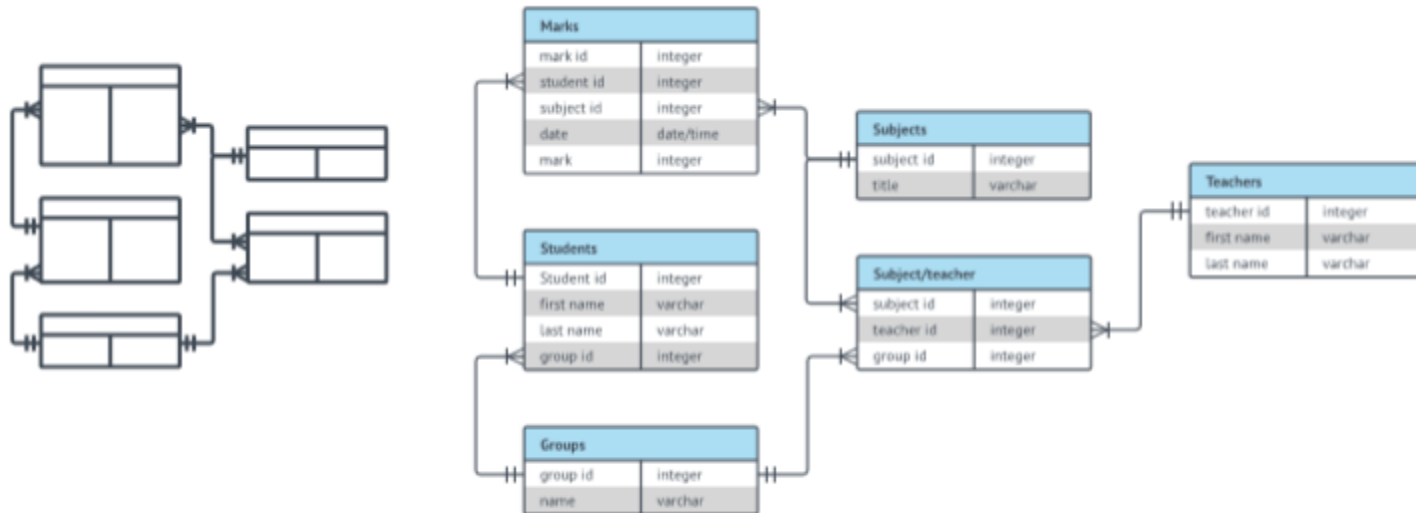 Marks
mark id integer
student id integer
subject id integer
date date/time
mark integer
Students
Student id integer
first name varchar
last name varchar
group id integer
Groups
group id integer
name varchar
Subjects
subject id integer
title varchar
Subject/teacher
subject id integer
teacher id integer
group id integer
Teachers
teacher id integer
first name varchar
last name varchar